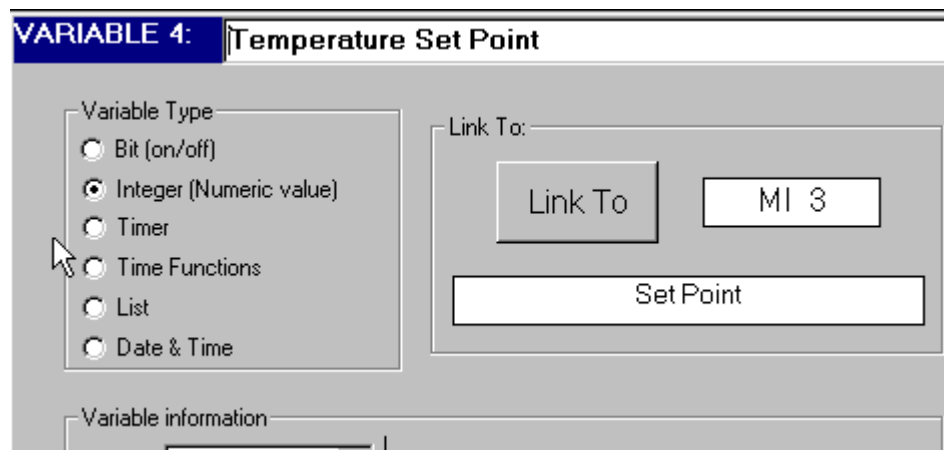 VARIABLE 4: Temperature Set Point
Variable Type
Bit (on/off)
Integer (Numeric value)
Timer
Time Functions
List
Date & Time
Link To:
Link To MI 3
Set Point
Variable information